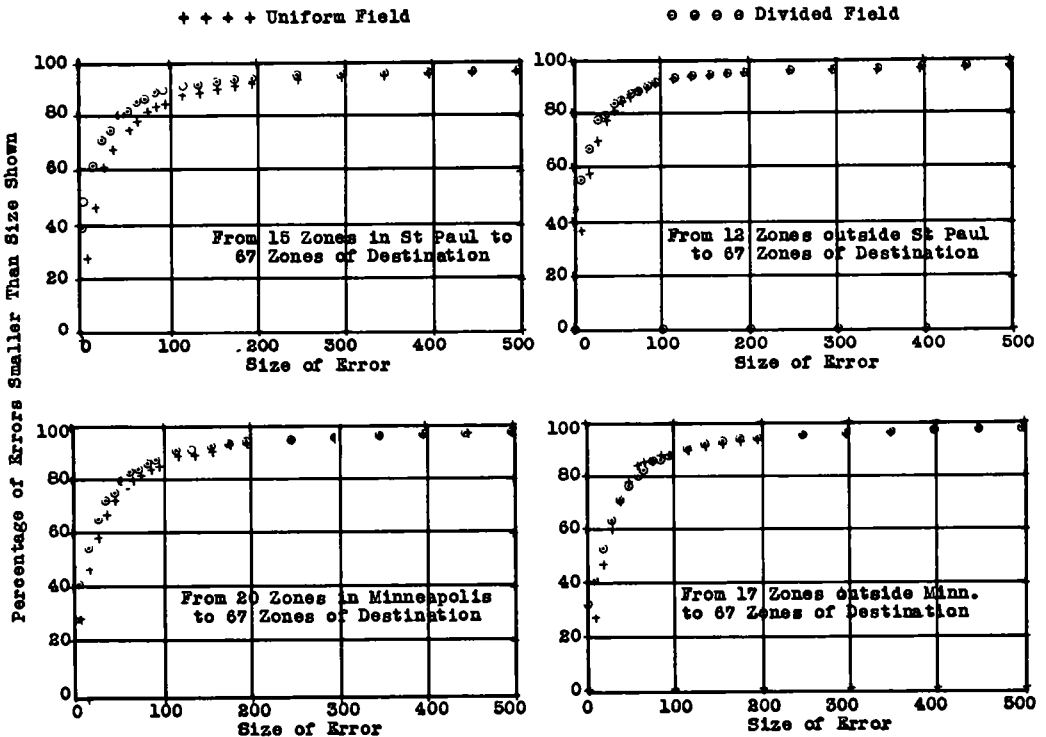 + + + + Uniform Field
⊙ ⊙ ⊙ ⊙ Divided Field
Percentage of Errors Smaller Than Size Shown
100
80
60
40
20
0
From 15 Zones in St Paul to
67 Zones of Destination
0 100 200 300 400 500
Size of Error
100
80
60
40
20
0
From 12 Zones outside St Paul
to 67 Zones of Destination
0 100 200 300 400 500
Size of Error
100
80
60
40
20
0
From 20 Zones in Minneapolis
to 67 Zones of Destination
0 100 200 300 400 500
Size of Error
100
80
60
40
20
0
From 17 Zones outside Minn.
to 67 Zones of Destination
0 100 200 300 400 500
Size of Error